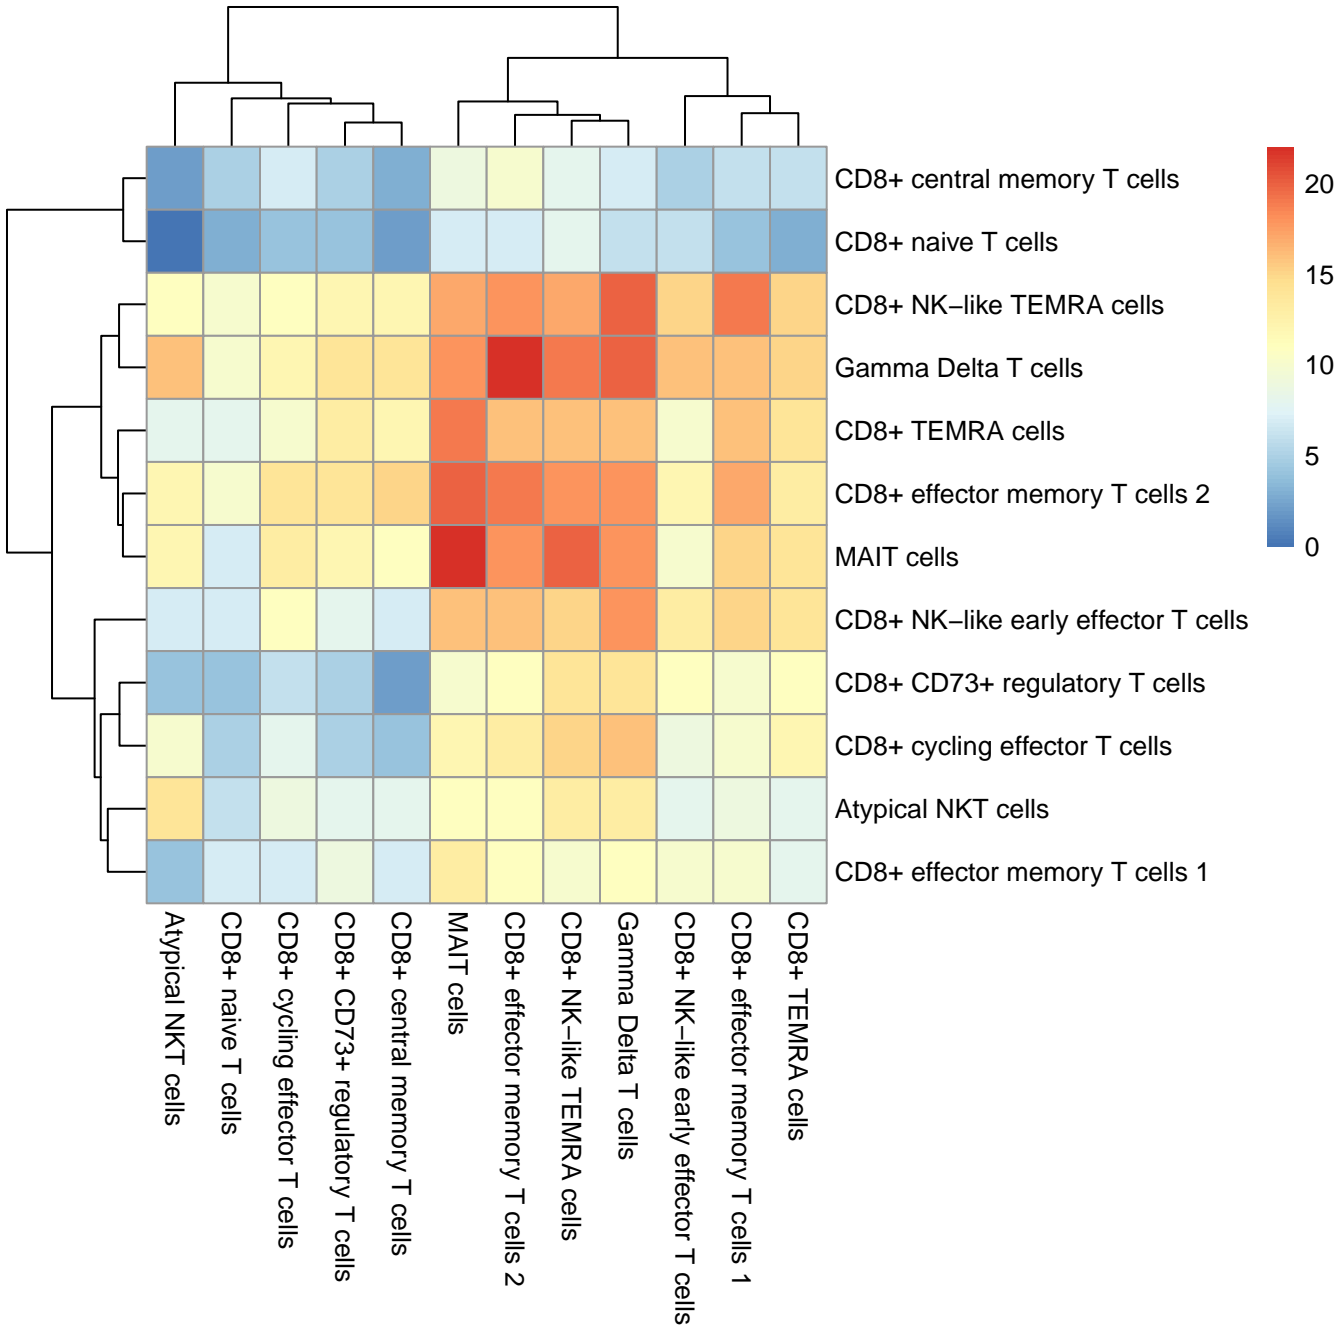 CD8+ central memory T cells
CD8+ naive T cells
CD8+ NK−like TEMRA cells
Gamma Delta T cells
CD8+ TEMRA cells
CD8+ effector memory T cells 2
MAIT cells
CD8+ NK−like early effector T cells
CD8+ CD73+ regulatory T cells
CD8+ cycling effector T cells
Atypical NKT cells
CD8+ effector memory T cells 1
20
15
10
5
0
Atypical NKT cells
CD8+ naive T cells
CD8+ cycling effector T cells
CD8+ CD73+ regulatory T cells
CD8+ central memory T cells
MAIT cells
CD8+ effector memory T cells 2
CD8+ NK−like TEMRA cells
Gamma Delta T cells
CD8+ NK−like early effector T cells
CD8+ effector memory T cells 1
CD8+ TEMRA cells